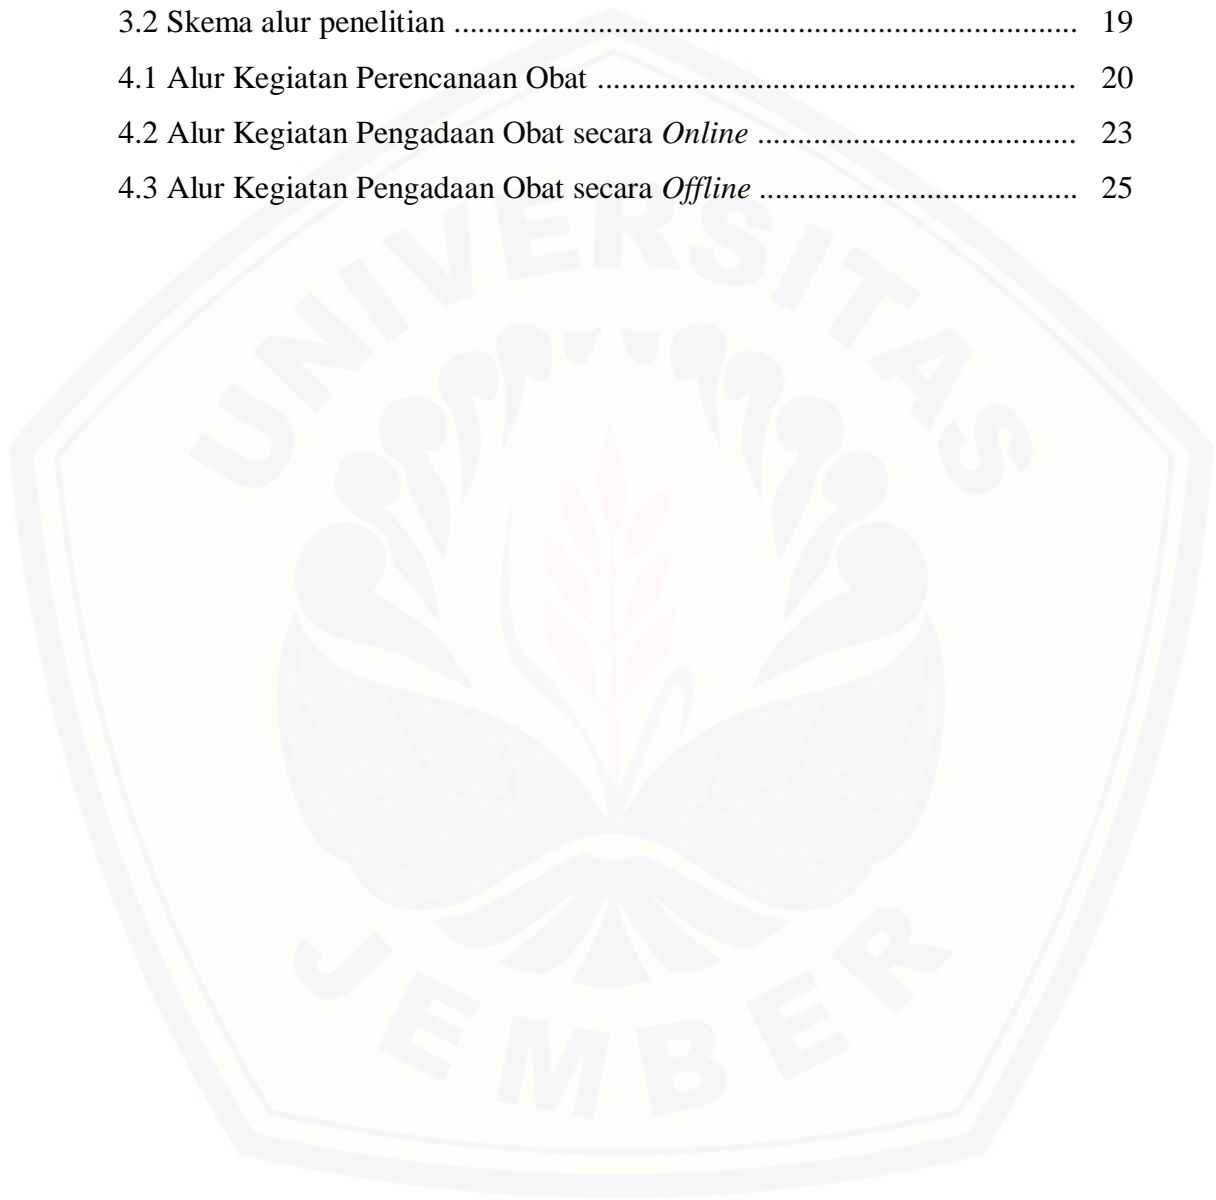 3.2 Skema alur penelitian ............................................................................ 19
4.1 Alur Kegiatan Perencanaan Obat .......................................................... 20
4.2 Alur Kegiatan Pengadaan Obat secara Online ....................................... 23
4.3 Alur Kegiatan Pengadaan Obat secara Offline ....................................... 25
UNIVERSITAS
JEMBER